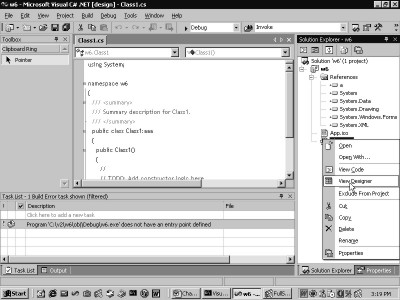 w6 - Microsoft Visual C# .NET [design] - Class1.cs
File Edit View Project Build Debug Tools Window Help
Debug
Invoke
Toolbox
Clipboard Ring
Pointer
Class1.cs
w6.Class1
Class1()
using System;
namespace w6
{
/// <summary>
/// Summary description for Class1.
/// </summary>
public class Class1:aaa
{
public Class1()
{
//
// TODO: Add constructor logic here
Solution Explorer - w6
Solution 'w6' (1 project)
w6
References
a
System
System.Data
System.Drawing
System.Windows.Forms
System.XML
App.ico
Open
Open With...
View Code
View Designer
Exclude From Project
Cut
Copy
Delete
Rename
Properties
Task List - 1 Build Error task shown (filtered)
! Description File
Click here to add a new task
Program 'C:\v2\w6\obj\Debug\w6.exe' does not have an entry point defined
Task List
Output
Solution Explorer
Properties
Start
Cha...
Visu...
w6 -...
FullS...
3:19 PM